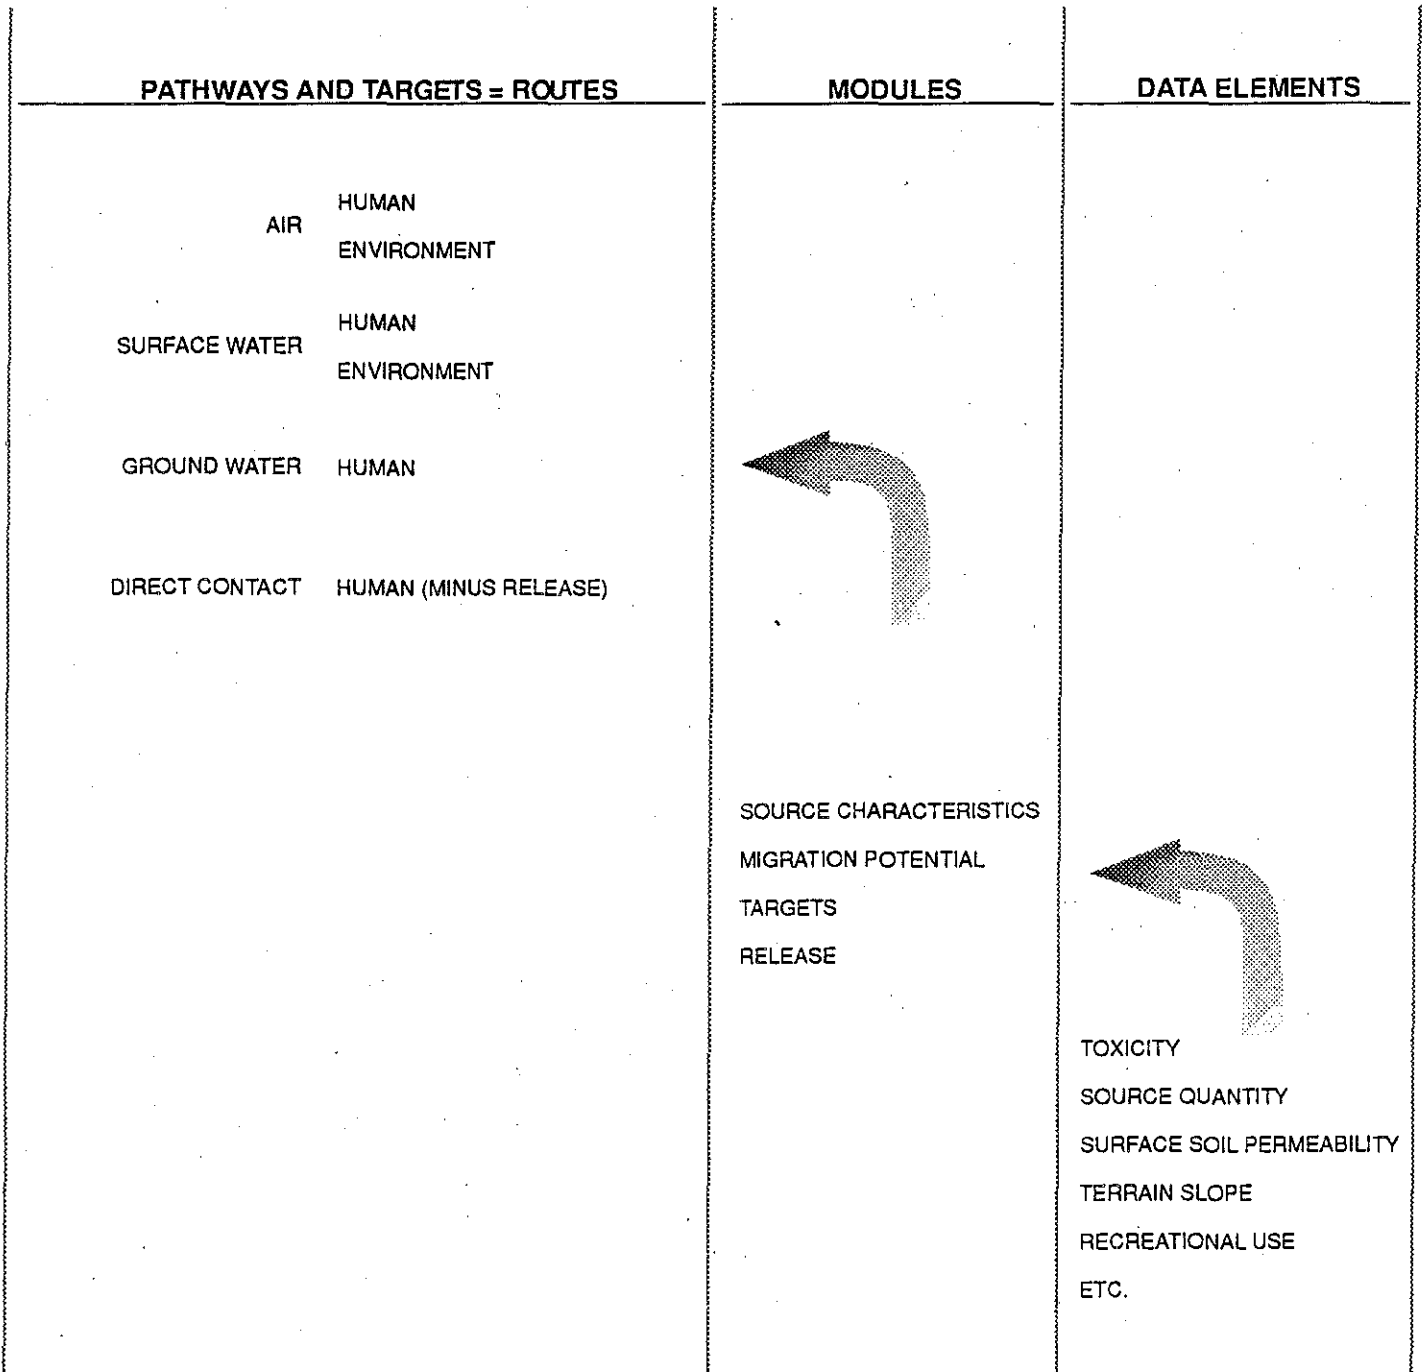 PATHWAYS AND TARGETS = ROUTES
MODULES
DATA ELEMENTS
AIR
HUMAN
ENVIRONMENT
SURFACE WATER
HUMAN
ENVIRONMENT
GROUND WATER HUMAN
DIRECT CONTACT HUMAN (MINUS RELEASE)
SOURCE CHARACTERISTICS
MIGRATION POTENTIAL
TARGETS
RELEASE
TOXICITY
SOURCE QUANTITY
SURFACE SOIL PERMEABILITY
TERRAIN SLOPE
RECREATIONAL USE
ETC.